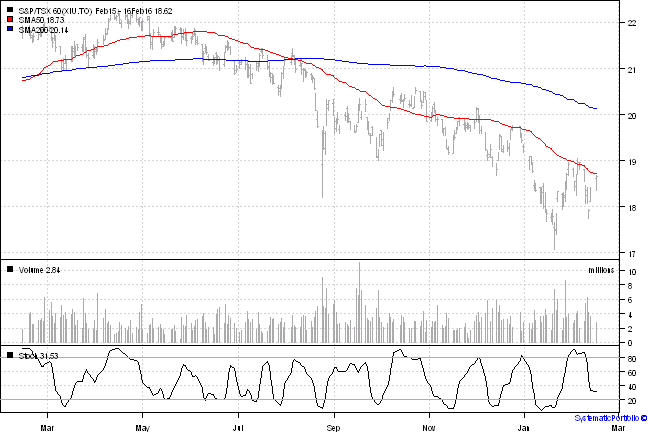 S&P/TSX 60(XIU.TO) Feb15 - 16Feb16 18.62
SMA50 18.73
SMA200 20.14
22
21
20
19
18
17
Volume 2.84
millions
10
8
6
4
2
0
Stoch 31.53
80
60
40
20
Mar
May
Jul
Sep
Nov
Jan
Mar
SystematicPortfolio ©